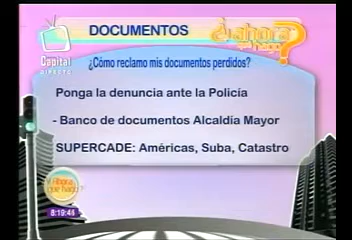 DOCUMENTOS
¿Y ahora qué hago?
Capital
DIRECTO
¿Cómo reclamo mis documentos perdidos?
Ponga la denuncia ante la Policía
- Banco de documentos Alcaldía Mayor
SUPERCADE: Américas, Suba, Catastro
¿Y Ahora
qué hago?
8:19:44